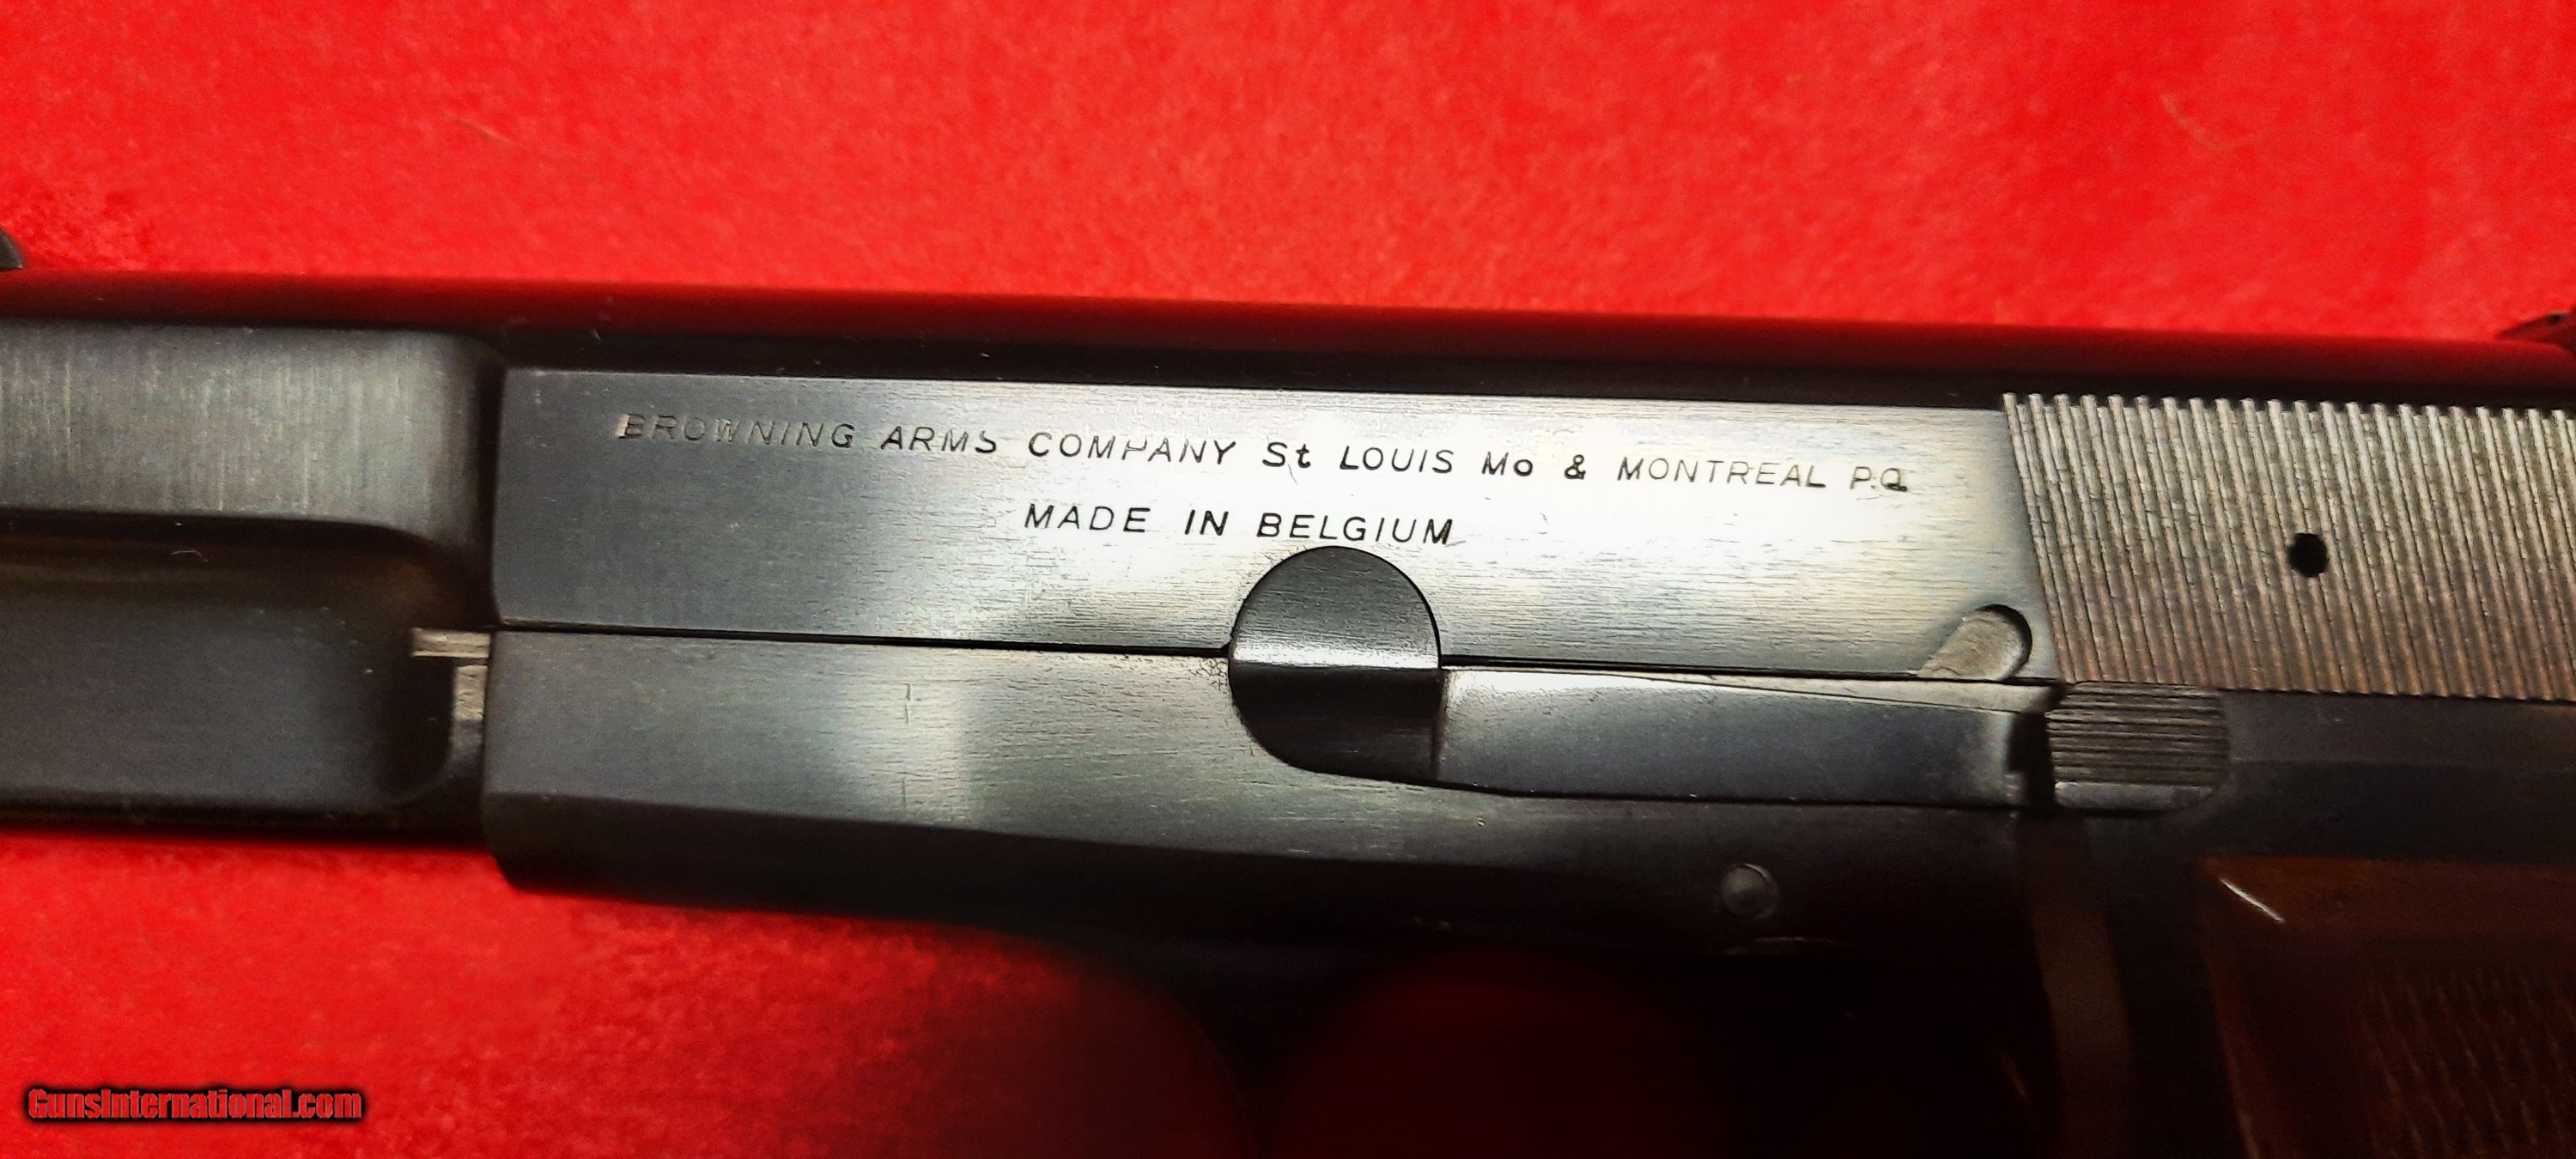 BROWNING ARMS COMPANY St LOUIS Mo & MONTREAL P.Q.
MADE IN BELGIUM
GunsInternational.com